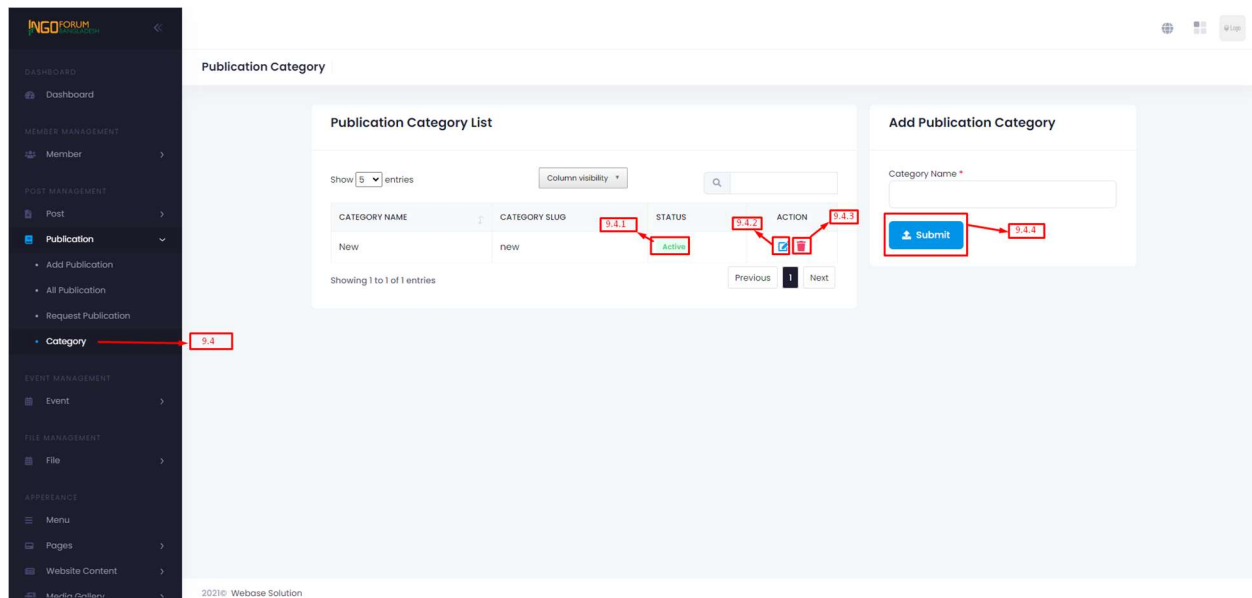 INGO FORUM
BANGLADESH
Logo
DASHBOARD
Dashboard
MEMBER MANAGEMENT
Member
POST MANAGEMENT
Post
Publication
Add Publication
All Publication
Request Publication
Category
9.4
EVENT MANAGEMENT
Event
FILE MANAGEMENT
File
APPEREANCE
Menu
Pages
Website Content
Media Gallery
Publication Category
Publication Category List
Show 5 entries
Column visibility
CATEGORY NAME CATEGORY SLUG STATUS ACTION
9.4.1 9.4.2 9.4.3
New new Active
Showing 1 to 1 of 1 entries
Previous 1 Next
Add Publication Category
Category Name *
Submit
9.4.4
2021© Webase Solution